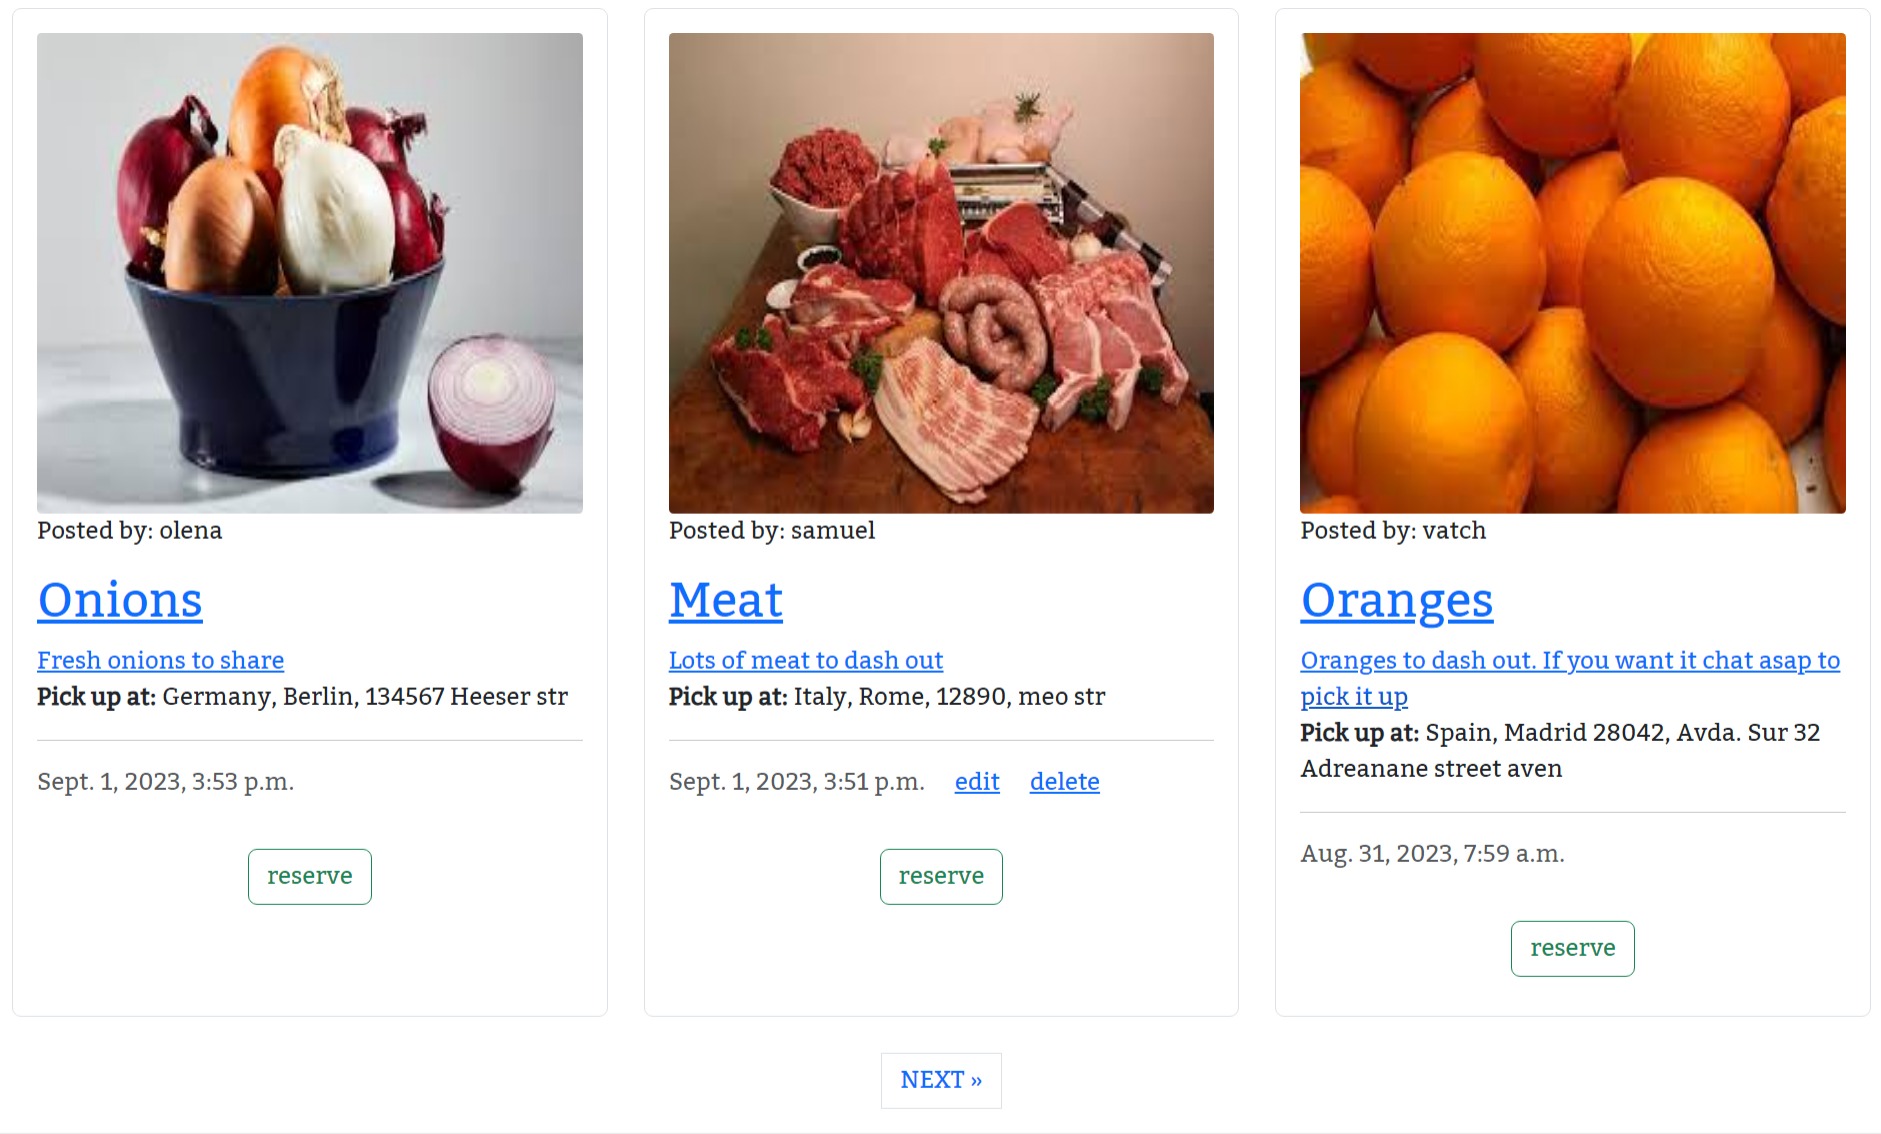 Posted by: olena
Onions
Fresh onions to share
Pick up at: Germany, Berlin, 134567 Heeser str
Sept. 1, 2023, 3:53 p.m.
reserve
Posted by: samuel
Meat
Lots of meat to dash out
Pick up at: Italy, Rome, 12890, meo str
Sept. 1, 2023, 3:51 p.m. edit delete
reserve
Posted by: vatch
Oranges
Oranges to dash out. If you want it chat asap to
pick it up
Pick up at: Spain, Madrid 28042, Avda. Sur 32
Adreanane street aven
Aug. 31, 2023, 7:59 a.m.
reserve
NEXT »